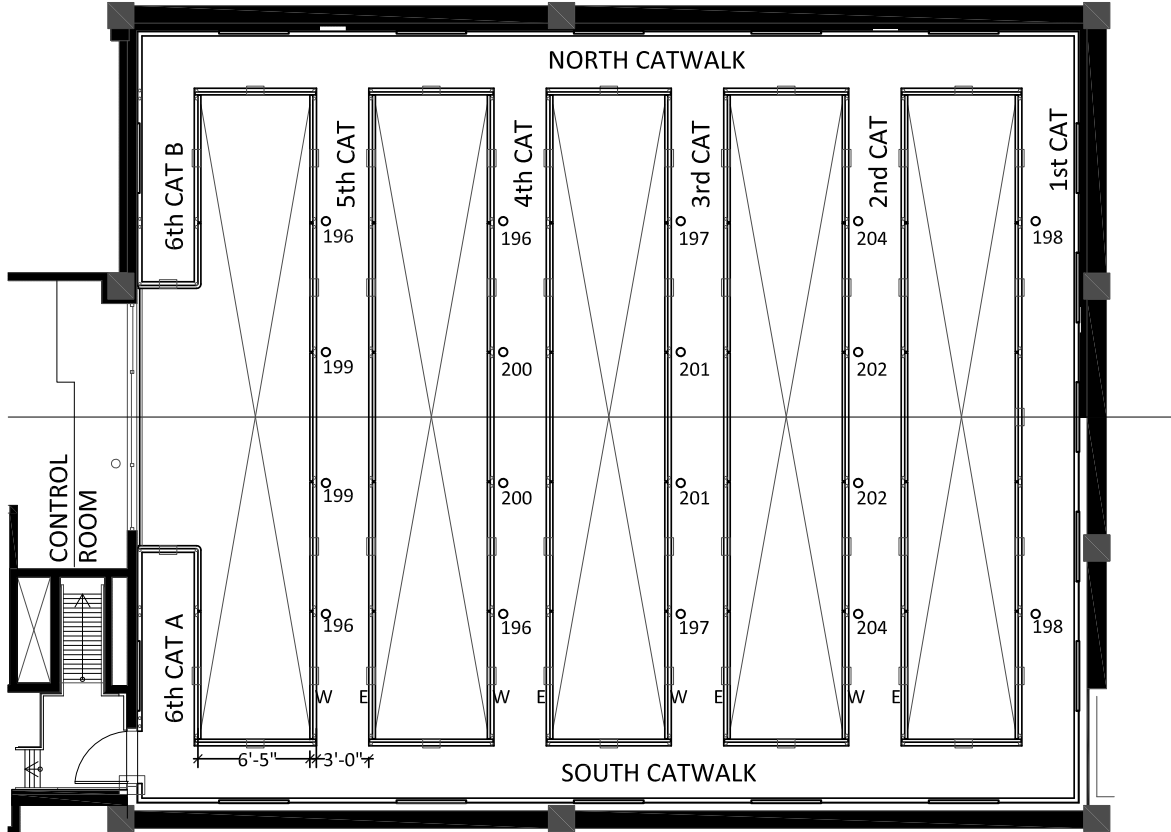 NORTH CATWALK
6th CAT B
5th CAT
4th CAT
3rd CAT
2nd CAT
1st CAT
196
196
197
204
198
199
200
201
202
CONTROL
ROOM
199
200
201
202
6th CAT A
196
196
197
204
198
W
E
W
E
W
E
W
E
6'-5"
3'-0"
SOUTH CATWALK